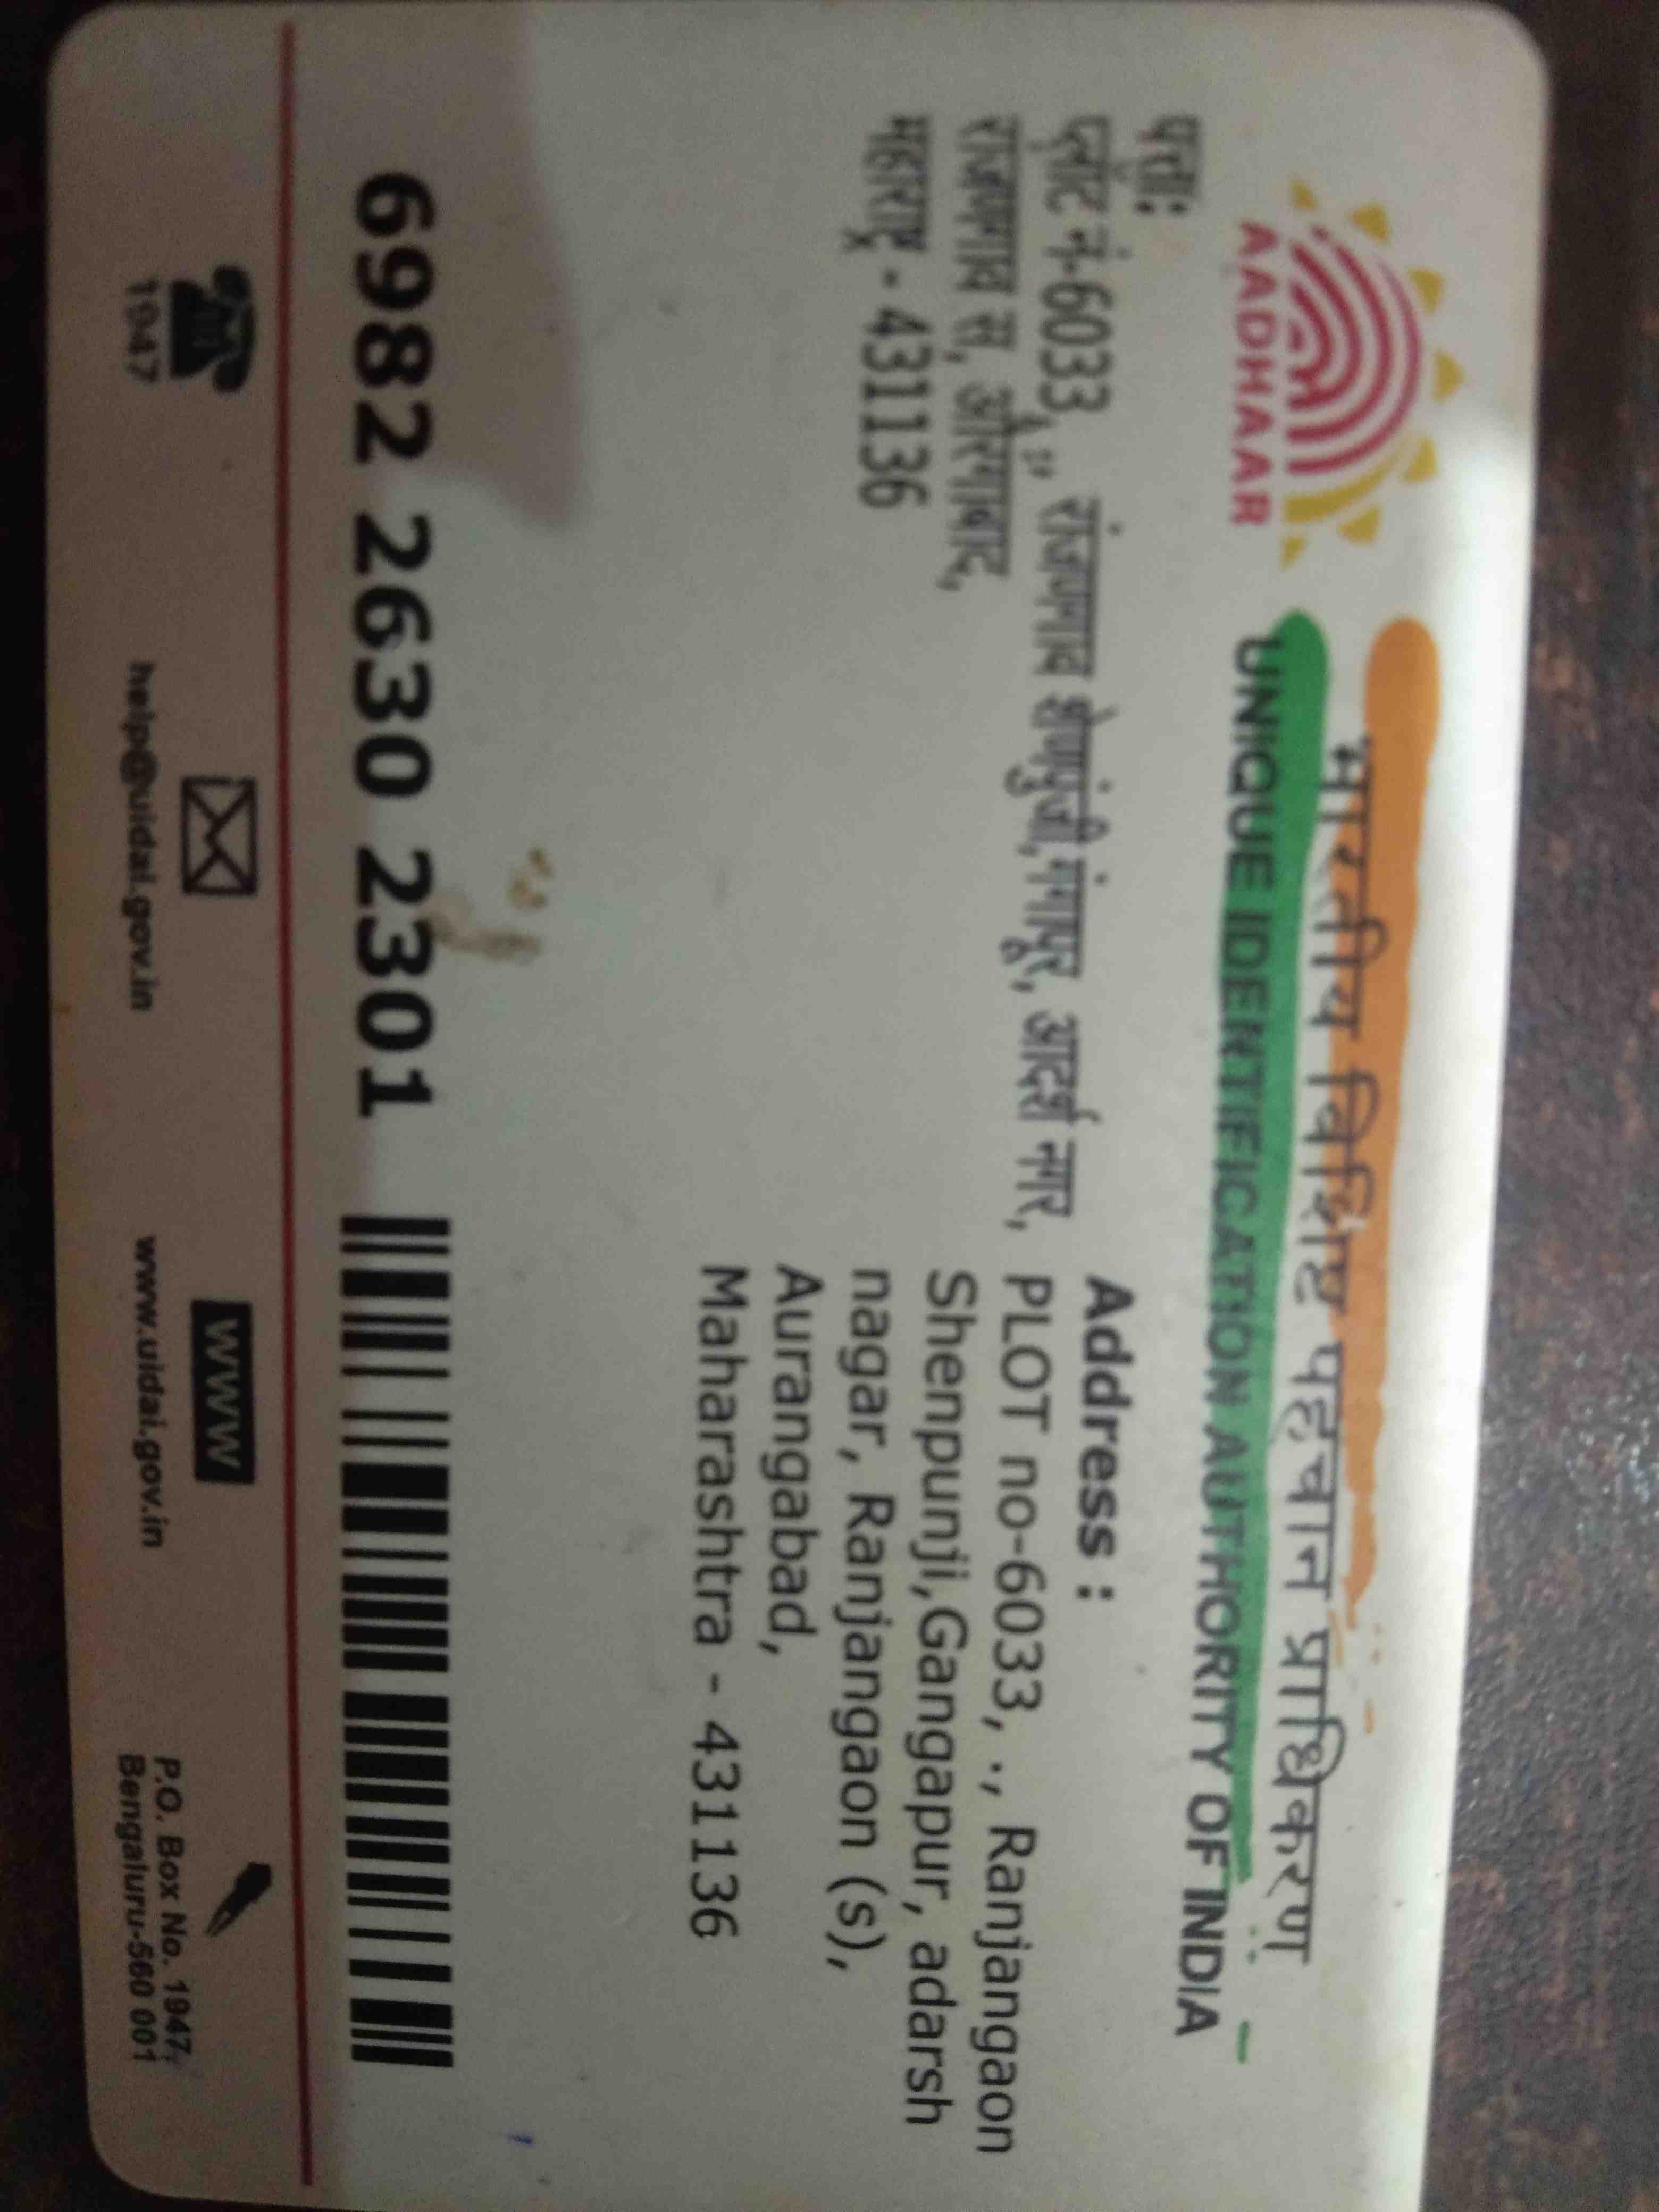 भारतीय विशिष्ट पहचान प्राधिकरण
UNIQUE IDENTIFICATION AUTHORITY OF INDIA
AADHAAR
पत्ता:
प्लॉट नं-6033, ,, रांजणगाव शेणपुंजी,गंगापूर, आदर्श नगर,
रांजणगाव स, औरंगाबाद,
महाराष्ट्र - 431136
Address :
PLOT no-6033, ., Ranjangaon
Shenpunji,Gangapur, adarsh
nagar, Ranjangaon (s),
Aurangabad,
Maharashtra - 431136
6982 2630 2301
1947
help@uidai.gov.in
WWW
www.uidai.gov.in
P.O. Box No. 1947,
Bengaluru-560 001